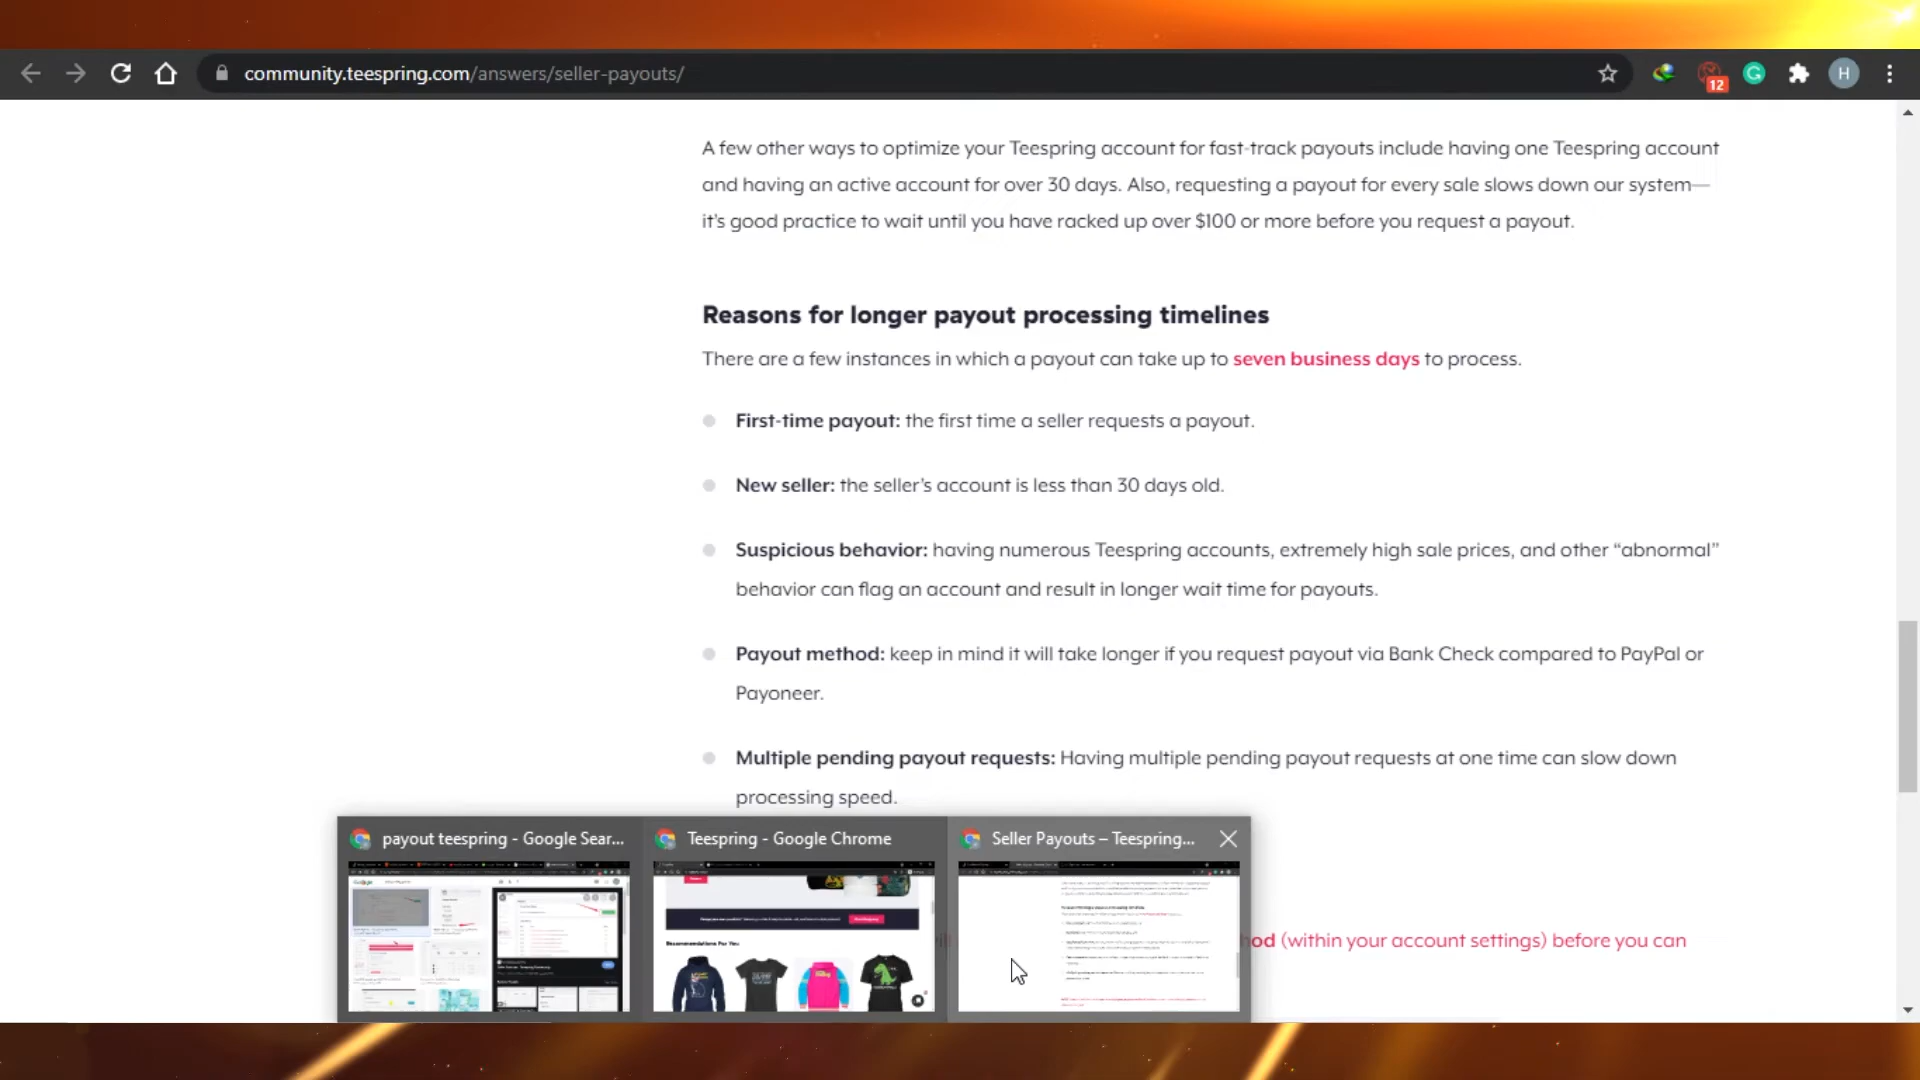 community.teespring.com/answers/seller-payouts/
12
G
H
A few other ways to optimize your Teespring account for fast-track payouts include having one Teespring account
and having an active account for over 30 days. Also, requesting a payout for every sale slows down our system—
it's good practice to wait until you have racked up over $100 or more before you request a payout.
Reasons for longer payout processing timelines
There are a few instances in which a payout can take up to seven business days to process.
First-time payout: the first time a seller requests a payout.
New seller: the seller's account is less than 30 days old.
Suspicious behavior: having numerous Teespring accounts, extremely high sale prices, and other “abnormal”
behavior can flag an account and result in longer wait time for payouts.
Payout method: keep in mind it will take longer if you request payout via Bank Check compared to PayPal or
Payoneer.
Multiple pending payout requests: Having multiple pending payout requests at one time can slow down
processing speed.
payout teespring - Google Sear...
Teespring - Google Chrome
Seller Payouts – Teespring...
Recommendations For You
hod (within your account settings) before you can